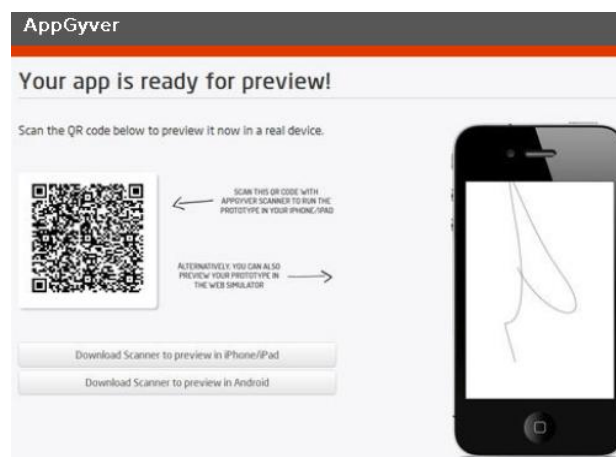 AppGyver
Your app is ready for preview!
Scan the QR code below to preview it now in a real device.
SCAN THIS QR CODE WITH
APPGYVER SCANNER TO RUN THE
PROTOTYPE IN YOUR IPHONE/IPAD
ALTERNATIVELY, YOU CAN ALSO
PREVIEW YOUR PROTOTYPE IN
THE WEB SIMULATOR
Download Scanner to preview in iPhone/iPad
Download Scanner to preview in Android